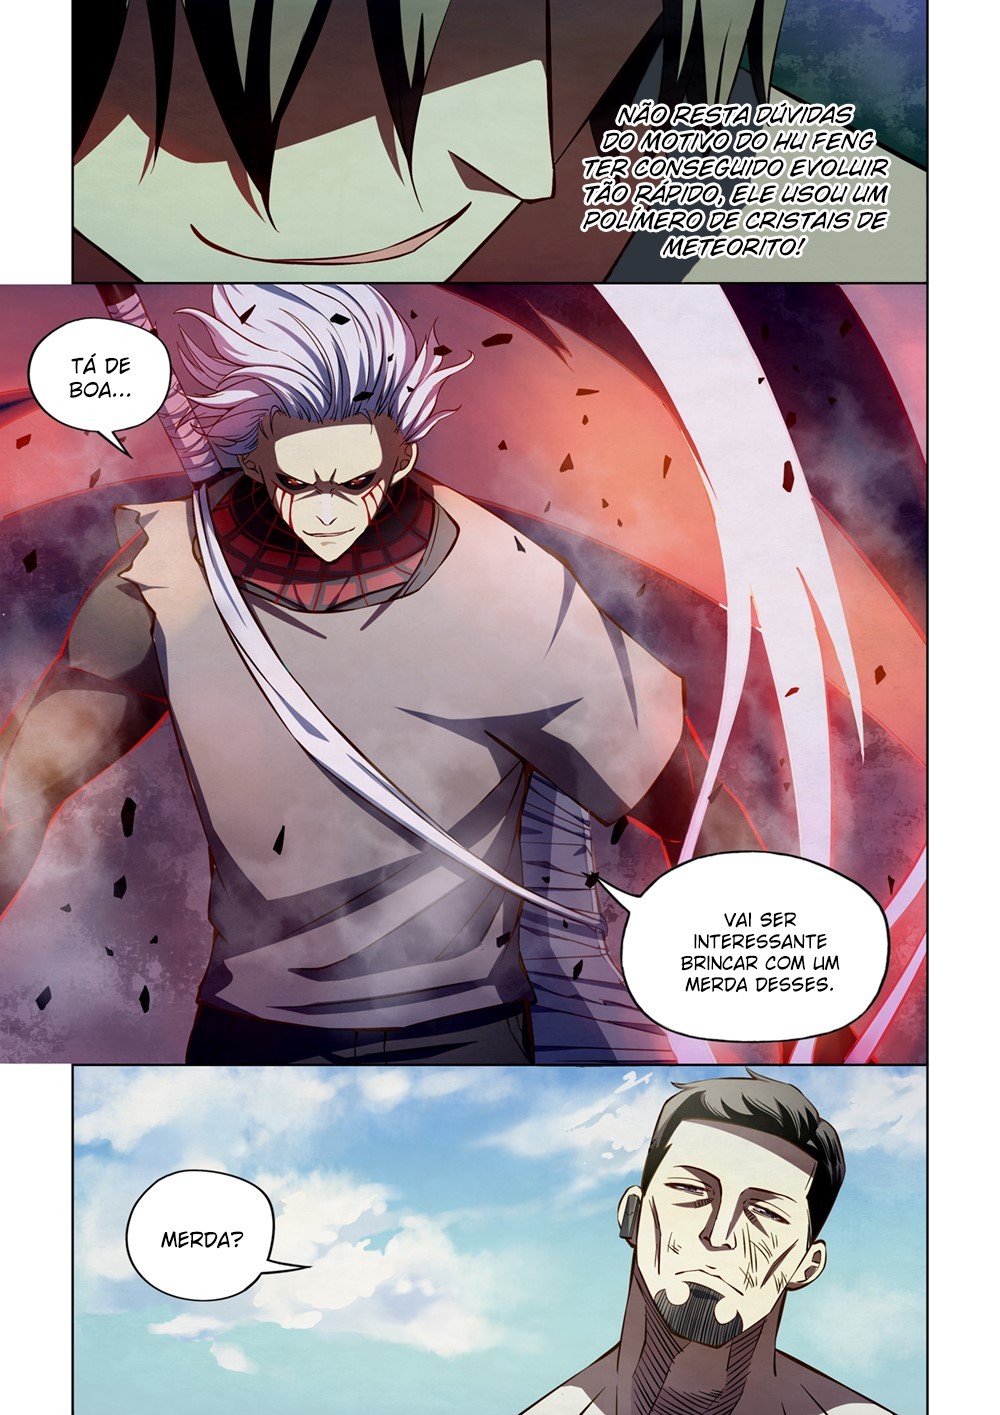 NÃO RESTA DÚVIDAS
DO MOTIVO DO HU FENG
TER CONSEGUIDO EVOLUIR
TÃO RÁPIDO, ELE USOU UM
POLÍMERO DE CRISTAIS DE
METEORITO!
TÁ DE
BOA...
VAI SER
INTERESSANTE
BRINCAR COM UM
MERDA DESSES.
MERDA?